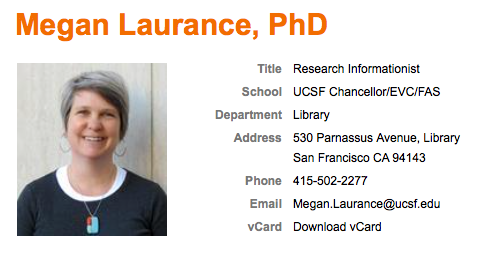 Megan Laurance, PhD
Title Research Informationist
School UCSF Chancellor/EVC/FAS
Department Library
Address 530 Parnassus Avenue, Library
San Francisco CA 94143
Phone 415-502-2277
Email Megan.Laurance@ucsf.edu
vCard Download vCard